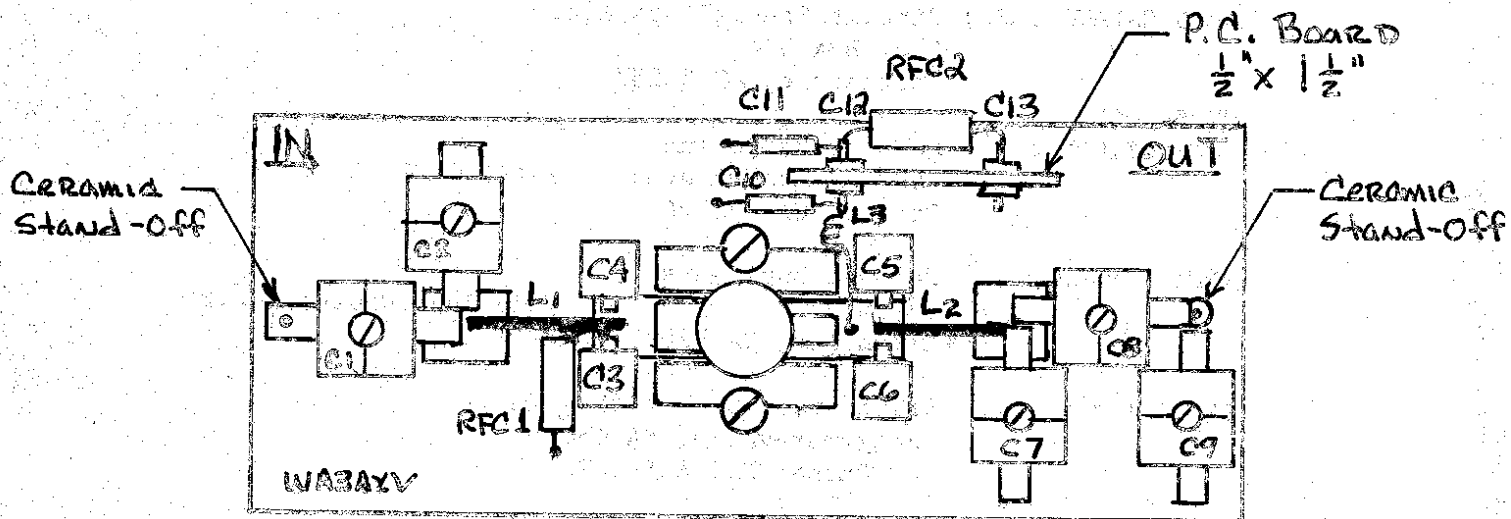 P.C. Board
1/2" x 1 1/2"
RFC2
C11
C12
C13
IN
OUT
Ceramic
Stand-Off
Ceramic
Stand-Off
C10
L3
C2
C4
C5
L1
L2
C1
C8
C3
C6
RFC1
C7
C9
WA3AXV